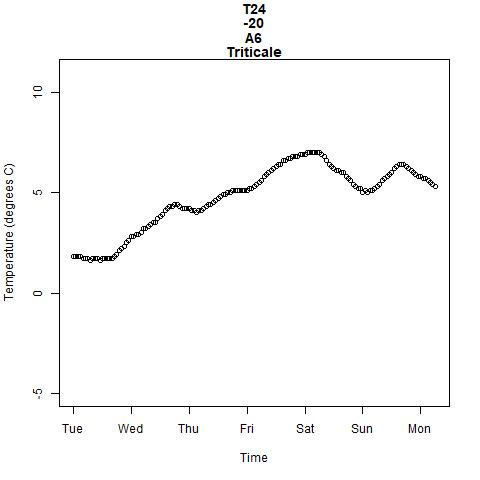 T24
-20
A6
Triticale
Temperature (degrees C)
10
5
0
-5
Tue Wed Thu Fri Sat Sun Mon
Time